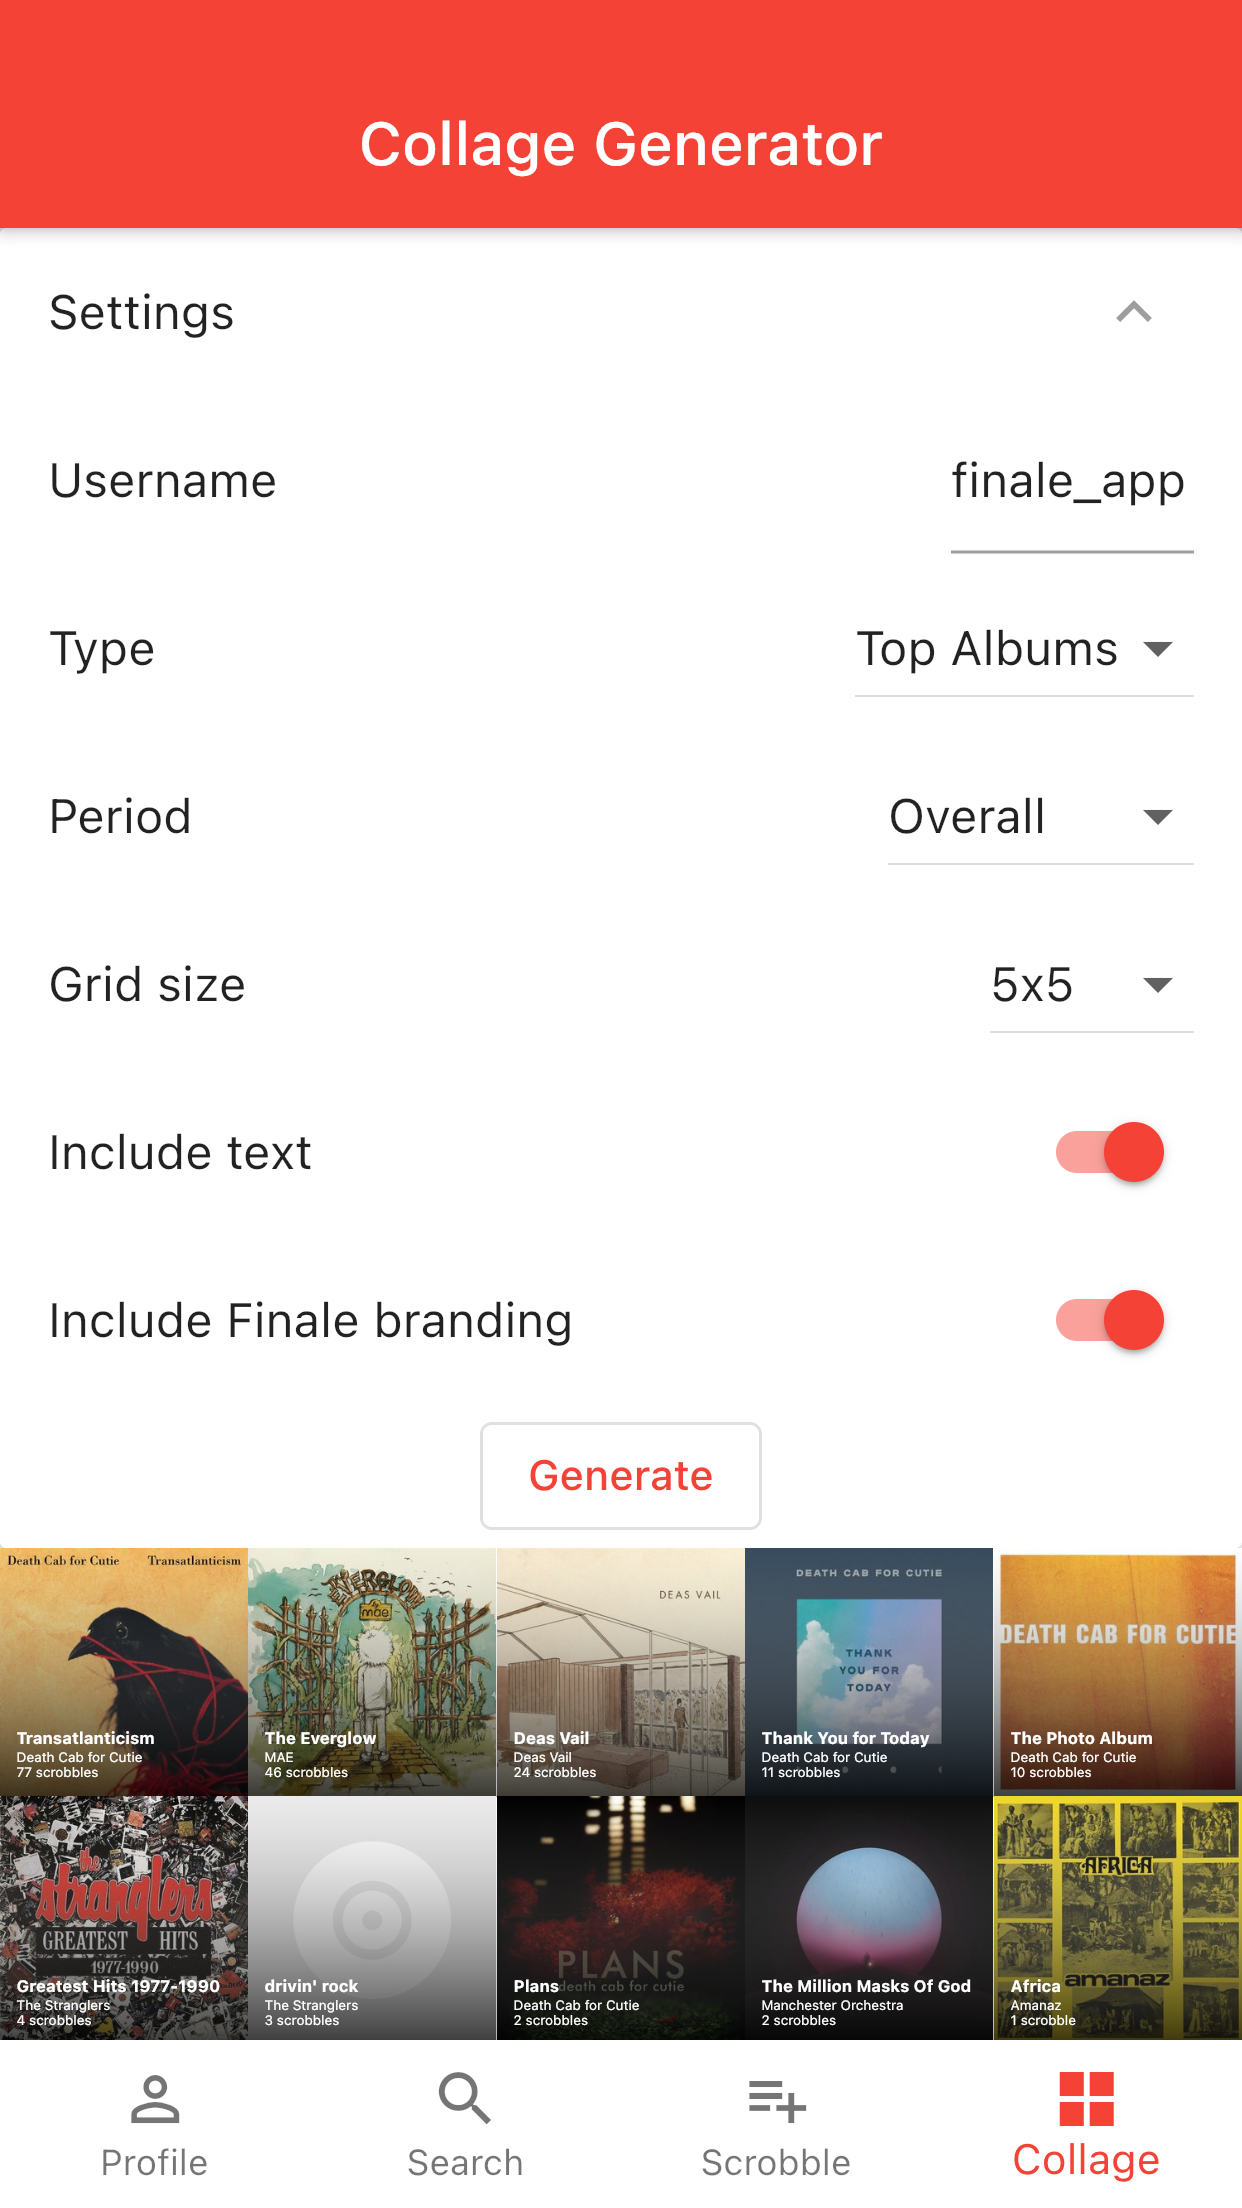 Collage Generator
Settings
Username
finale_app
Type
Top Albums
Period
Overall
Grid size
5x5
Include text
Include Finale branding
Generate
Death Cab for Cutie Transatlanticism
Transatlanticism
Death Cab for Cutie
77 scrobbles
EVERGLOW
mae
The Everglow
MAE
46 scrobbles
DEAS VAIL
Deas Vail
Deas Vail
24 scrobbles
DEATH CAB FOR CUTIE
THANK
YOU FOR
TODAY
Thank You for Today
Death Cab for Cutie
11 scrobbles
DEATH CAB FOR CUTIE
The Photo Album
Death Cab for Cutie
10 scrobbles
the
stranglers
GREATEST HITS
1977-1990
Greatest Hits 1977-1990
The Stranglers
4 scrobbles
drivin' rock
The Stranglers
3 scrobbles
PLANS
death cab for cutie
Plans
Death Cab for Cutie
2 scrobbles
The Million Masks Of God
Manchester Orchestra
2 scrobbles
AFRICA
amanaz
Africa
Amanaz
1 scrobble
Profile
Search
Scrobble
Collage